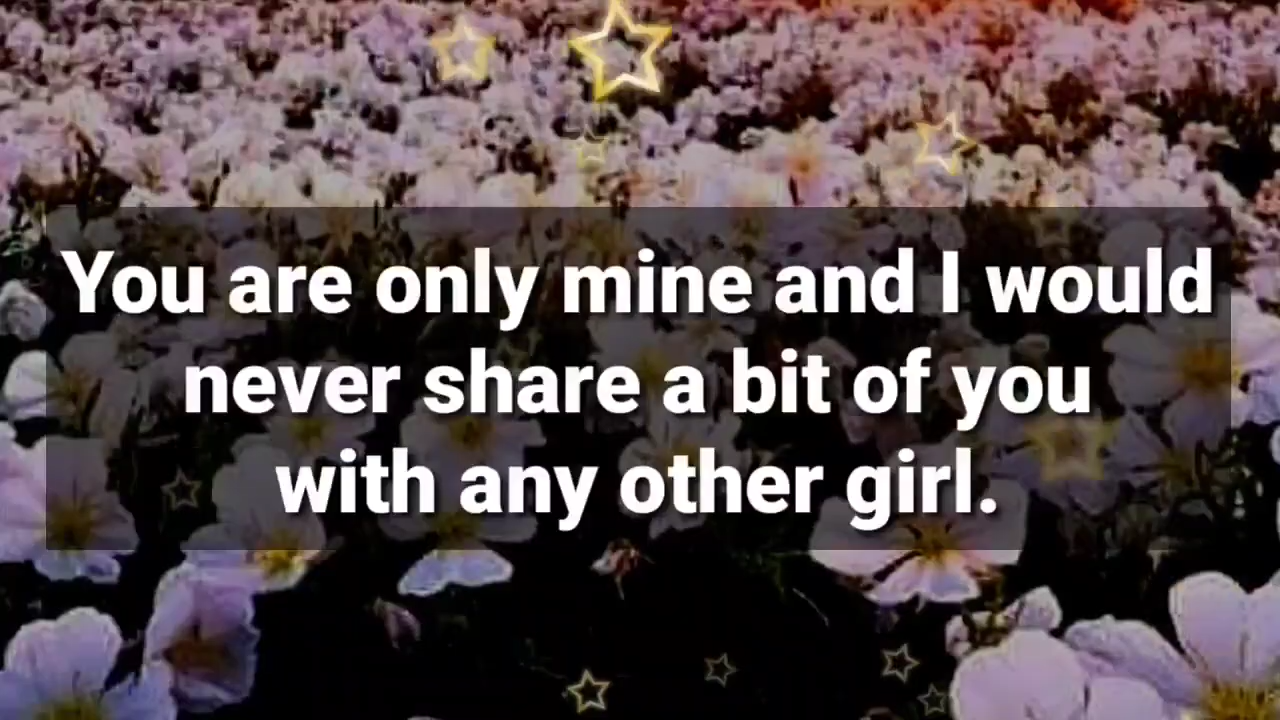 You are only mine and I would
never share a bit of you
with any other girl.